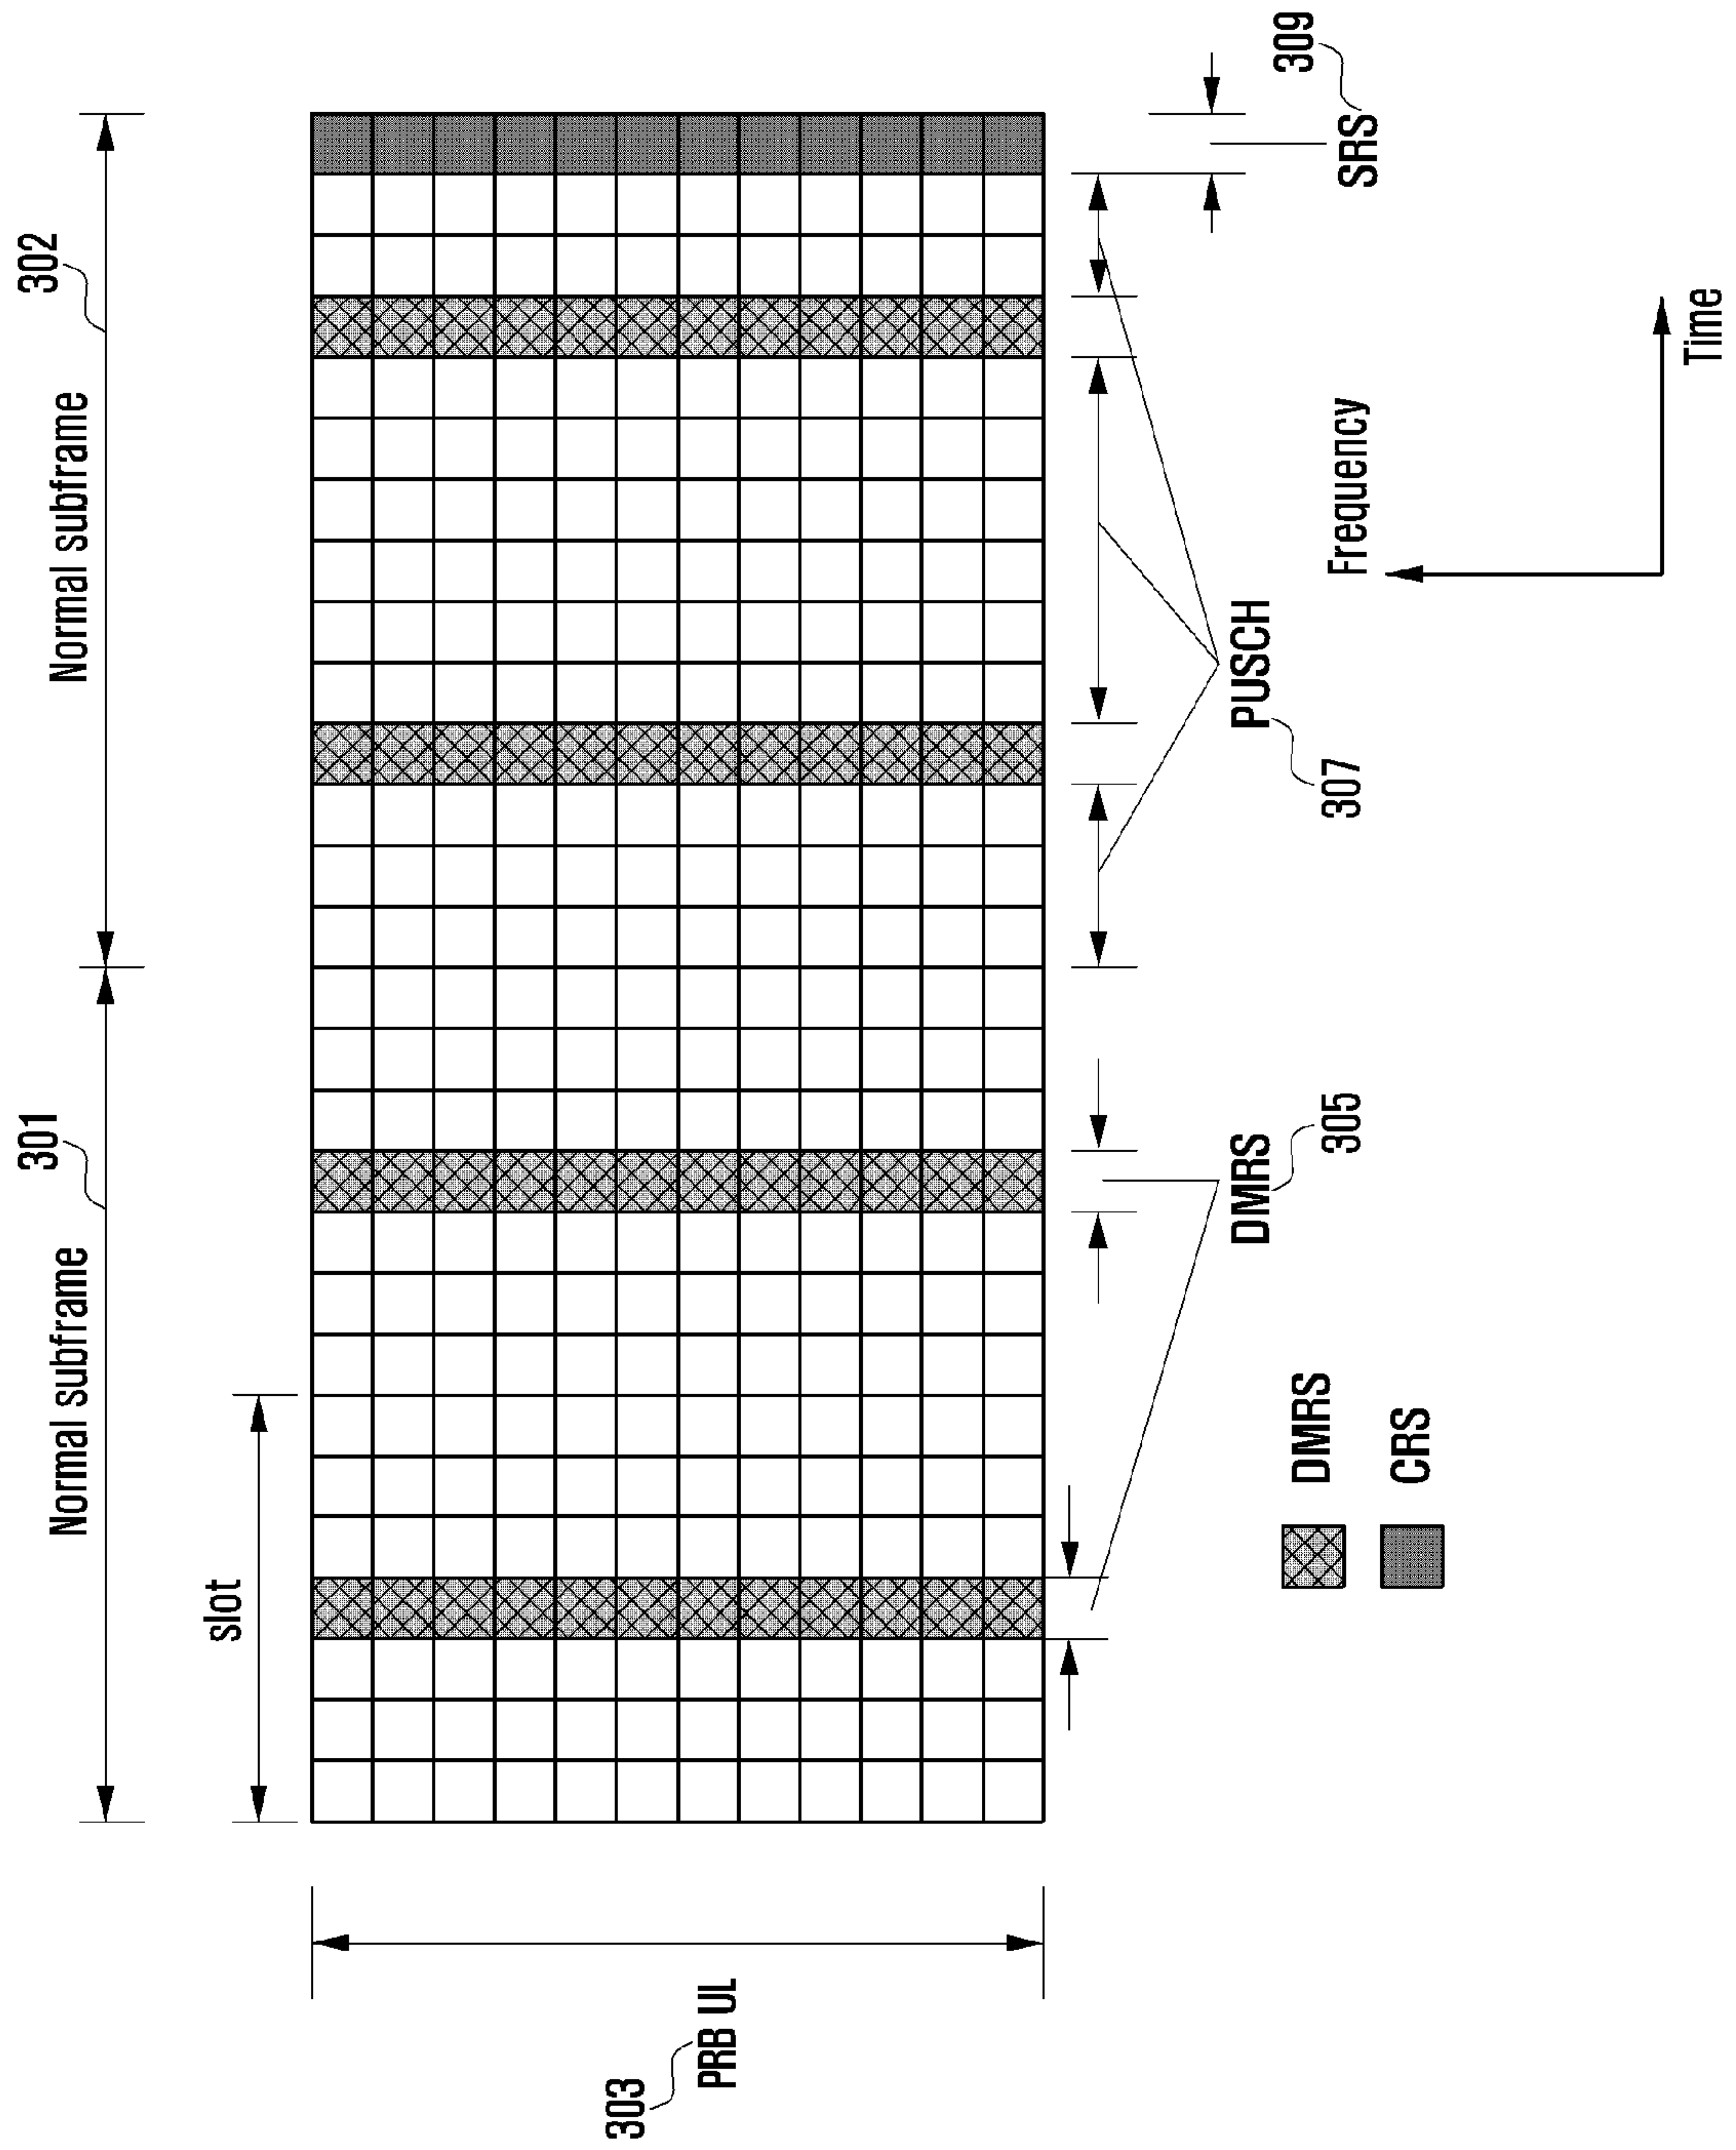 301
302
Normal subframe
Normal subframe
slot
303
PRB UL
DMRS
305
PUSCH
307
SRS
309
DMRS
CRS
Frequency
Time